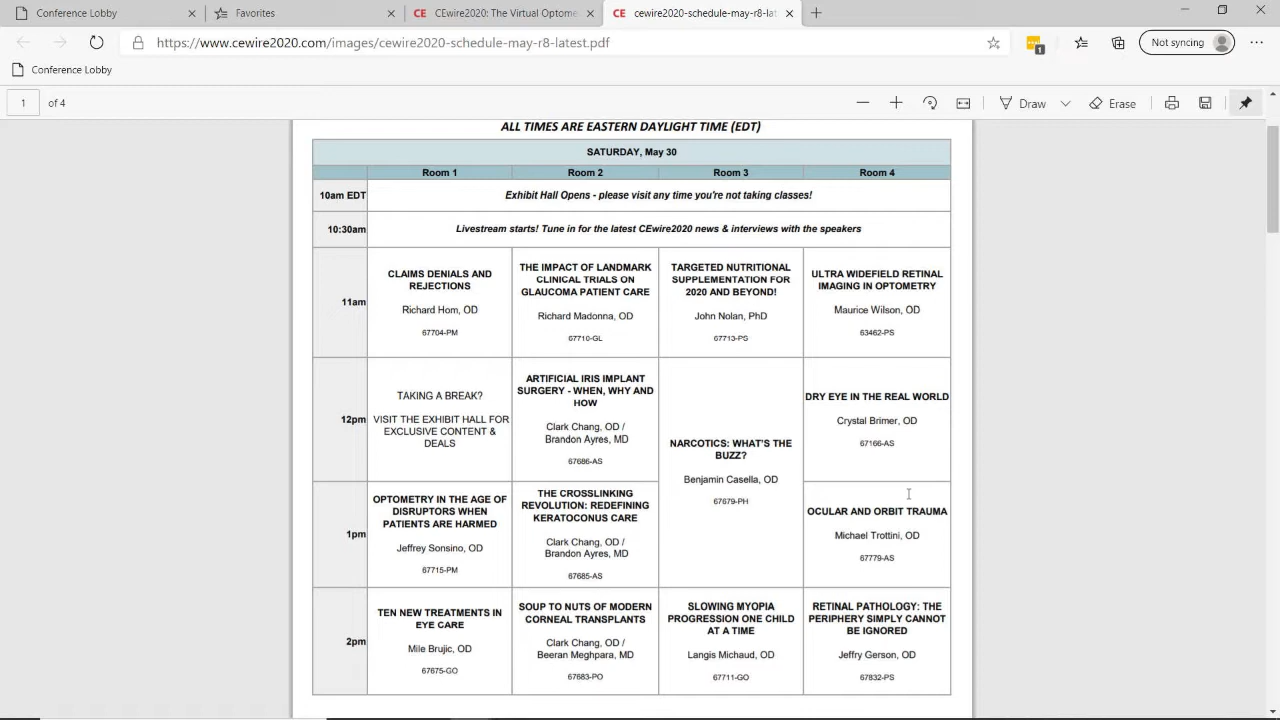 Conference Lobby
Favorites
CE CEwire2020: The Virtual Optome
CE cewire2020-schedule-may-r8-lat
https://www.cewire2020.com/images/cewire2020-schedule-may-r8-latest.pdf
1
Not syncing
Conference Lobby
1 of 4
Draw
Erase
ALL TIMES ARE EASTERN DAYLIGHT TIME (EDT)
SATURDAY, May 30
Room 1 Room 2 Room 3 Room 4
10am EDT
Exhibit Hall Opens - please visit any time you're not taking classes!
10:30am
Livestream starts! Tune in for the latest CEwire2020 news & interviews with the speakers
11am
CLAIMS DENIALS AND
REJECTIONS
Richard Hom, OD
67704-PM
THE IMPACT OF LANDMARK
CLINICAL TRIALS ON
GLAUCOMA PATIENT CARE
Richard Madonna, OD
67710-GL
TARGETED NUTRITIONAL
SUPPLEMENTATION FOR
2020 AND BEYOND!
John Nolan, PhD
67713-PS
ULTRA WIDEFIELD RETINAL
IMAGING IN OPTOMETRY
Maurice Wilson, OD
63462-PS
12pm
TAKING A BREAK?
VISIT THE EXHIBIT HALL FOR
EXCLUSIVE CONTENT &
DEALS
ARTIFICIAL IRIS IMPLANT
SURGERY - WHEN, WHY AND
HOW
Clark Chang, OD /
Brandon Ayres, MD
67686-AS
NARCOTICS: WHAT'S THE
BUZZ?
Benjamin Casella, OD
67679-PH
DRY EYE IN THE REAL WORLD
Crystal Brimer, OD
67166-AS
1pm
OPTOMETRY IN THE AGE OF
DISRUPTORS WHEN
PATIENTS ARE HARMED
Jeffrey Sonsino, OD
67715-PM
THE CROSSLINKING
REVOLUTION: REDEFINING
KERATOCONUS CARE
Clark Chang, OD /
Brandon Ayres, MD
67685-AS
OCULAR AND ORBIT TRAUMA
Michael Trottini, OD
67779-AS
2pm
TEN NEW TREATMENTS IN
EYE CARE
Mile Brujic, OD
67675-GO
SOUP TO NUTS OF MODERN
CORNEAL TRANSPLANTS
Clark Chang, OD /
Beeran Meghpara, MD
67683-PO
SLOWING MYOPIA
PROGRESSION ONE CHILD
AT A TIME
Langis Michaud, OD
67711-GO
RETINAL PATHOLOGY: THE
PERIPHERY SIMPLY CANNOT
BE IGNORED
Jeffry Gerson, OD
67832-PS